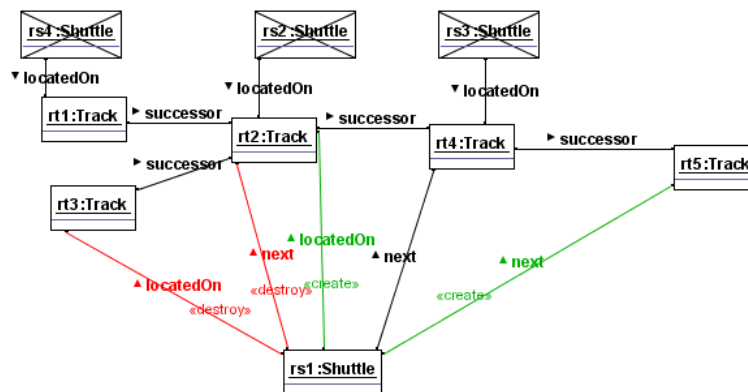 rs4 :Shuttle
rs2 :Shuttle
rs3 :Shuttle
▼ locatedOn
▼ locatedOn
▼ locatedOn
rt1:Track
► successor
rt2:Track
► successor
rt4:Track
► successor
rt5:Track
► successor
rt3:Track
▲ locatedOn
▲ next
▲ next
▲ next
▲ locatedOn
«destroy»
«destroy»
«create»
«create»
rs1:Shuttle